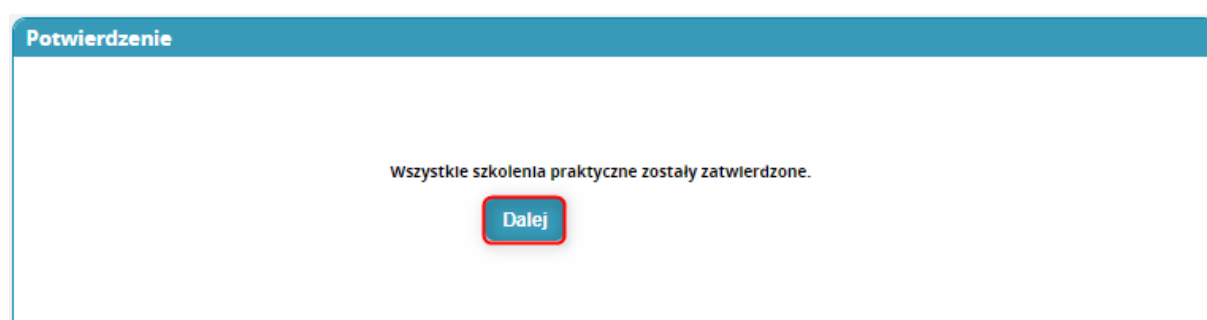 Potwierdzenie
Wszystkie szkolenia praktyczne zostały zatwierdzone.
Dalej